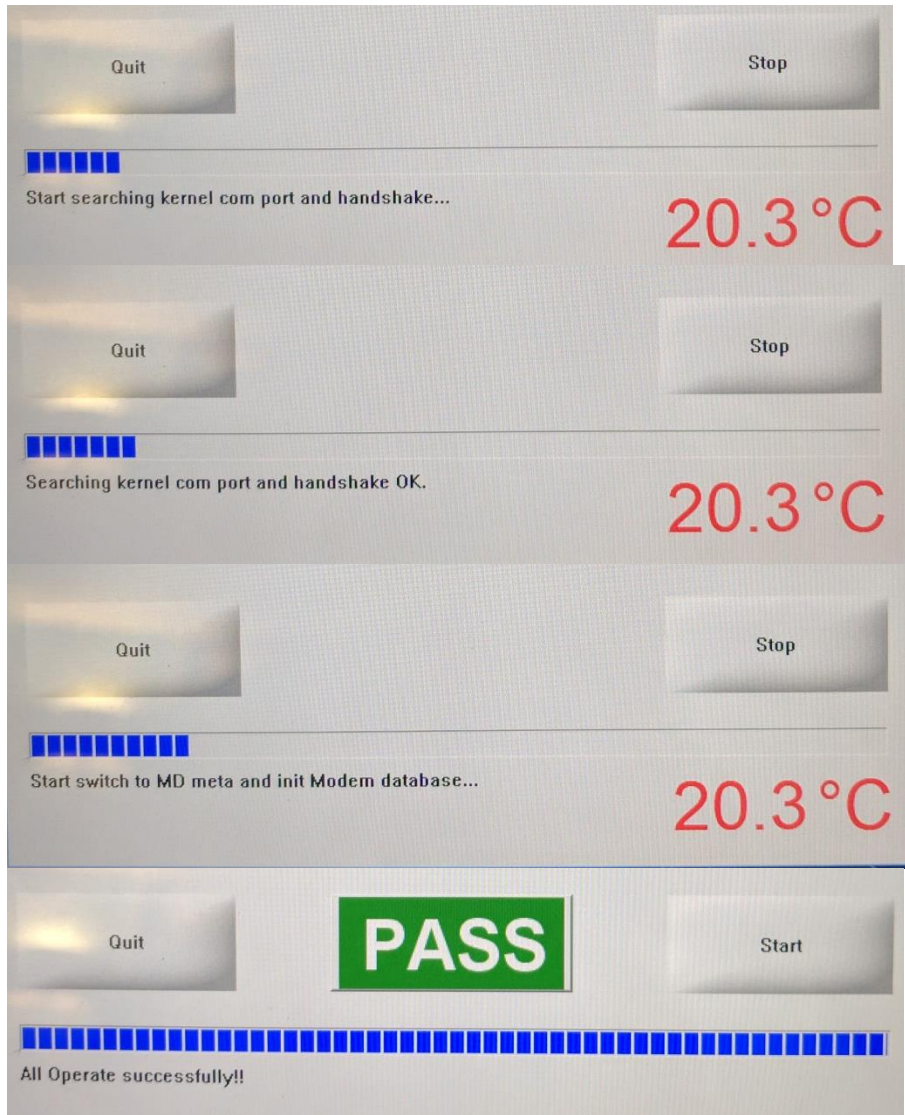 Quit
Stop
Start searching kernel com port and handshake...
20.3°C
Quit
Stop
Searching kernel com port and handshake OK.
20.3°C
Quit
Stop
Start switch to MD meta and init Modem database...
20.3°C
Quit
PASS
Start
All Operate successfully!!